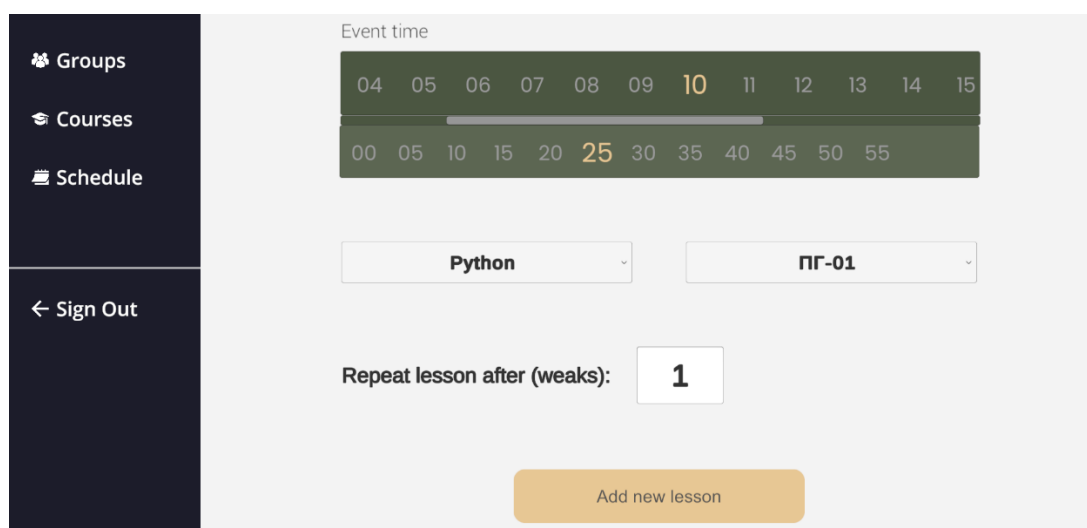 Event time
Groups
04 05 06 07 08 09 10 11 12 13 14 15
Courses
00 05 10 15 20 25 30 35 40 45 50 55
Schedule
Python
ПГ-01
Sign Out
Repeat lesson after (weaks): 1
Add new lesson